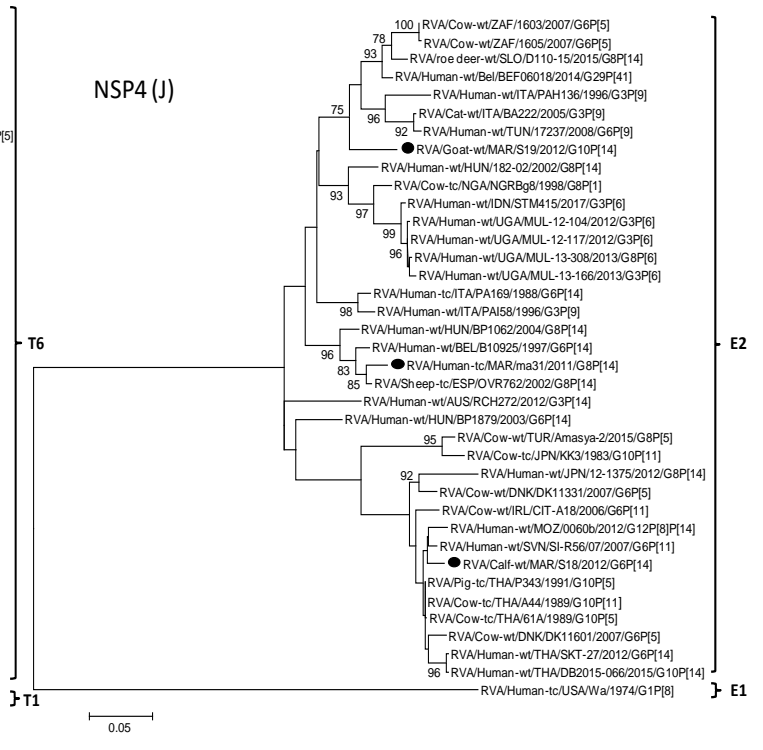 RVA/Cow-wt/ZAF/1603/2007/G6P[5]
100
RVA/Cow-wt/ZAF/1605/2007/G6P[5]
78
RVA/roe deer-wt/SLO/D110-15/2015/G8P[14]
93
RVA/Human-wt/Bel/BEF06018/2014/G29P[41]
NSP4 (J)
RVA/Human-wt/ITA/PAH136/1996/G3P[9]
75
96
RVA/Cat-wt/ITA/BA222/2005/G3P[9]
92
RVA/Human-wt/TUN/17237/2008/G6P[9]
[5]
RVA/Goat-wt/MAR/S19/2012/G10P[14]
RVA/Human-wt/HUN/182-02/2002/G8P[14]
93
RVA/Cow-tc/NGA/NGRBg8/1998/G8P[1]
97
RVA/Human-wt/IDN/STM415/2017/G3P[6]
RVA/Human-wt/UGA/MUL-12-104/2012/G3P[6]
99
RVA/Human-wt/UGA/MUL-12-117/2012/G3P[6]
96
RVA/Human-wt/UGA/MUL-13-308/2013/G8P[6]
RVA/Human-wt/UGA/MUL-13-166/2013/G3P[6]
RVA/Human-tc/ITA/PA169/1988/G6P[14]
98
RVA/Human-wt/ITA/PAI58/1996/G3P[9]
RVA/Human-wt/HUN/BP1062/2004/G8P[14]
T6
E2
96
RVA/Human-wt/BEL/B10925/1997/G6P[14]
83
RVA/Human-tc/MAR/ma31/2011/G8P[14]
85
RVA/Sheep-tc/ESP/OVR762/2002/G8P[14]
RVA/Human-wt/AUS/RCH272/2012/G3P[14]
RVA/Human-wt/HUN/BP1879/2003/G6P[14]
95
RVA/Cow-wt/TUR/Amasya-2/2015/G8P[5]
RVA/Cow-tc/JPN/KK3/1983/G10P[11]
92
RVA/Human-wt/JPN/12-1375/2012/G8P[14]
RVA/Cow-wt/DNK/DK11331/2007/G6P[5]
RVA/Cow-wt/IRL/CIT-A18/2006/G6P[11]
RVA/Human-wt/MOZ/0060b/2012/G12P[8]P[14]
RVA/Human-wt/SVN/SI-R56/07/2007/G6P[11]
RVA/Calf-wt/MAR/S18/2012/G6P[14]
RVA/Pig-tc/THA/P343/1991/G10P[5]
RVA/Cow-tc/THA/A44/1989/G10P[11]
RVA/Cow-tc/THA/61A/1989/G10P[5]
RVA/Cow-wt/DNK/DK11601/2007/G6P[5]
RVA/Human-wt/THA/SKT-27/2012/G6P[14]
96
RVA/Human-wt/THA/DB2015-066/2015/G10P[14]
T1
RVA/Human-tc/USA/Wa/1974/G1P[8]
E1
0.05